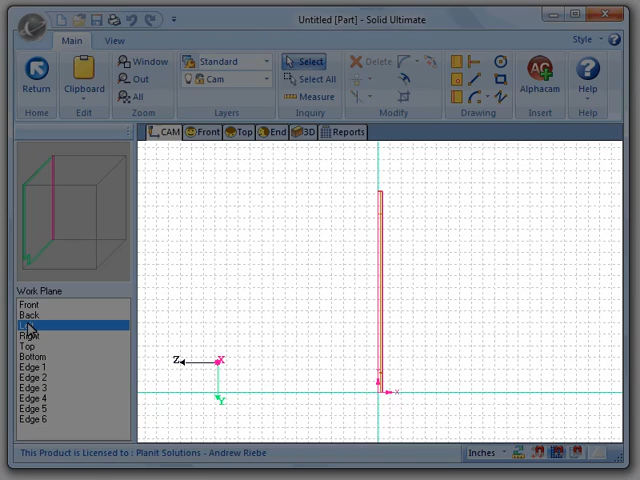 Untitled [Part] - Solid Ultimate
Main
View
Style
Return
Clipboard
Window
Out
All
Standard
Cam
Select
Select All
Measure
Delete
Alphacam
Help
Home
Edit
Zoom
Layers
Inquiry
Modify
Drawing
Insert
Help
CAM
Front
Top
End
3D
Reports
Work Plane
Front
Back
Right
Top
Bottom
Edge 1
Edge 2
Edge 3
Edge 4
Edge 5
Edge 6
Z
X
Y
X
This Product is Licensed to : Planit Solutions - Andrew Riebe
Inches